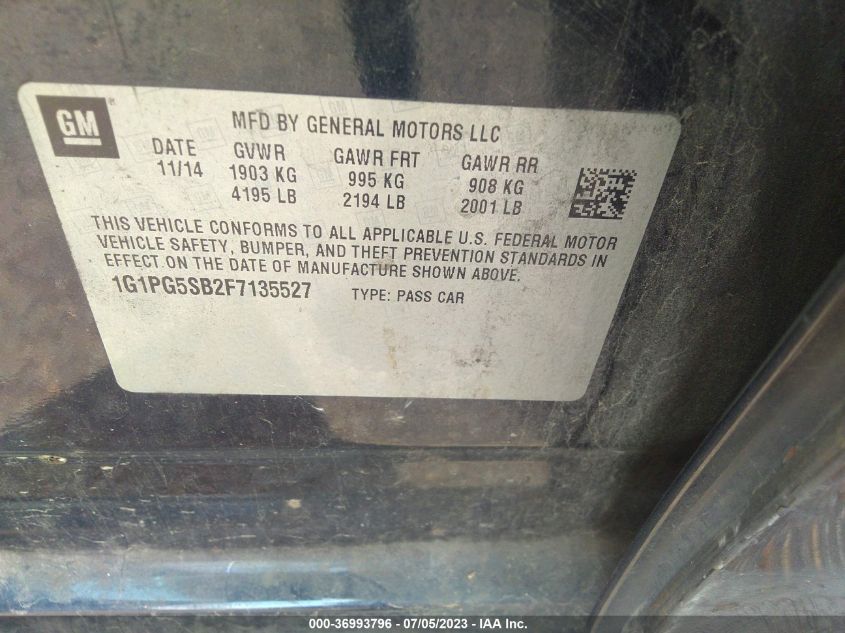 GM®
MFD BY GENERAL MOTORS LLC
DATE GVWR GAWR FRT GAWR RR
11/14 1903 KG 995 KG 908 KG
4195 LB 2194 LB 2001 LB
THIS VEHICLE CONFORMS TO ALL APPLICABLE U.S. FEDERAL MOTOR
VEHICLE SAFETY, BUMPER, AND THEFT PREVENTION STANDARDS IN
EFFECT ON THE DATE OF MANUFACTURE SHOWN ABOVE.
1G1PG5SB2F7135527 TYPE: PASS CAR
000-36993796 - 07/05/2023 - IAA Inc.